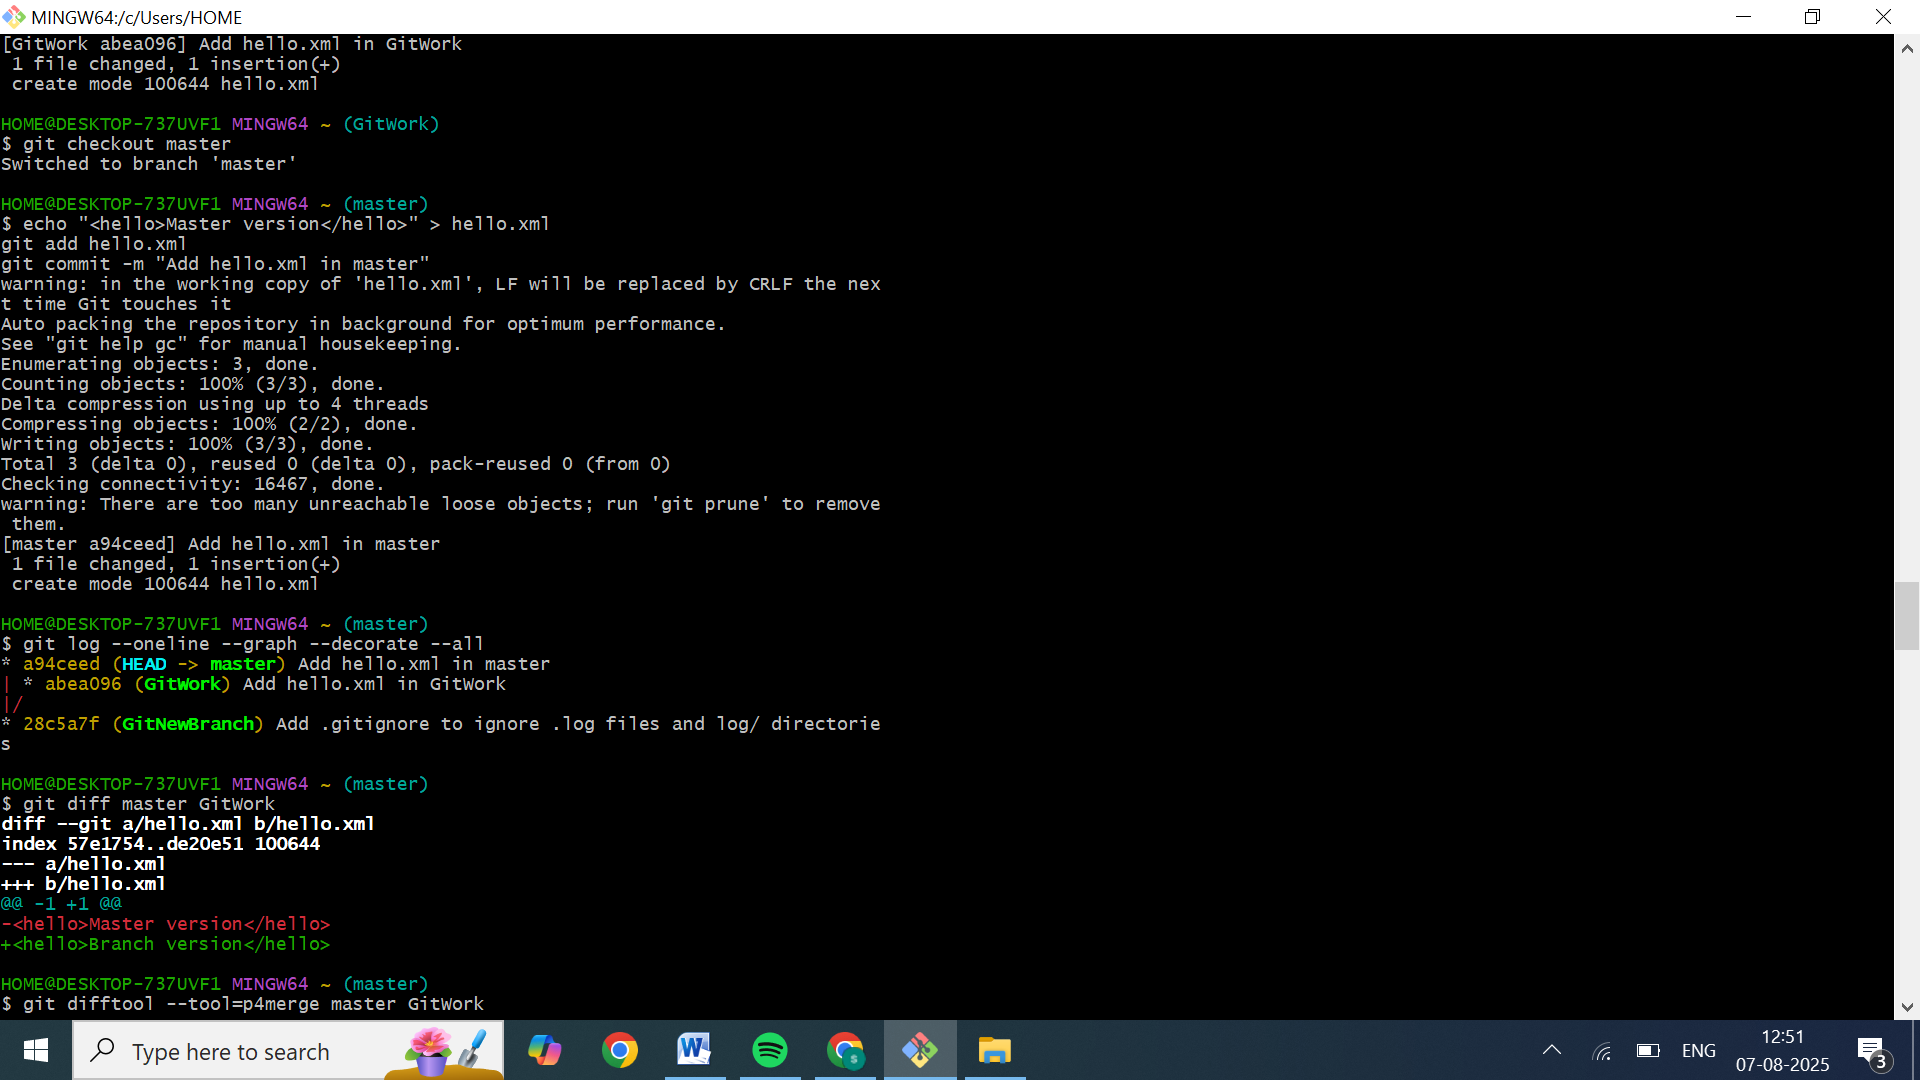 MINGW64:/c/Users/HOME
[GitWork abea096] Add hello.xml in GitWork
 1 file changed, 1 insertion(+)
 create mode 100644 hello.xml
HOME@DESKTOP-737UVF1 MINGW64 ~ (GitWork)
$ git checkout master
Switched to branch 'master'
HOME@DESKTOP-737UVF1 MINGW64 ~ (master)
$ echo "<hello>Master version</hello>" > hello.xml
git add hello.xml
git commit -m "Add hello.xml in master"
warning: in the working copy of 'hello.xml', LF will be replaced by CRLF the nex
t time Git touches it
Auto packing the repository in background for optimum performance.
See "git help gc" for manual housekeeping.
Enumerating objects: 3, done.
Counting objects: 100% (3/3), done.
Delta compression using up to 4 threads
Compressing objects: 100% (2/2), done.
Writing objects: 100% (3/3), done.
Total 3 (delta 0), reused 0 (delta 0), pack-reused 0 (from 0)
Checking connectivity: 16467, done.
warning: There are too many unreachable loose objects; run 'git prune' to remove
 them.
[master a94ceed] Add hello.xml in master
 1 file changed, 1 insertion(+)
 create mode 100644 hello.xml
HOME@DESKTOP-737UVF1 MINGW64 ~ (master)
$ git log --oneline --graph --decorate --all
* a94ceed (HEAD -> master) Add hello.xml in master
| * abea096 (GitWork) Add hello.xml in GitWork
|/
* 28c5a7f (GitNewBranch) Add .gitignore to ignore .log files and log/ directorie
s
HOME@DESKTOP-737UVF1 MINGW64 ~ (master)
$ git diff master GitWork
diff --git a/hello.xml b/hello.xml
index 57e1754..de20e51 100644
--- a/hello.xml
+++ b/hello.xml
@@ -1 +1 @@
-<hello>Master version</hello>
+<hello>Branch version</hello>
HOME@DESKTOP-737UVF1 MINGW64 ~ (master)
$ git difftool --tool=p4merge master GitWork
Type here to search
ENG
12:51
07-08-2025
3